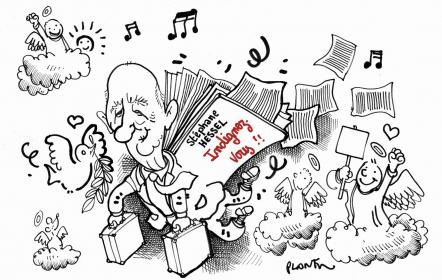 Stéphane
HESSEL
Indignez
Vous !!
PLANTU